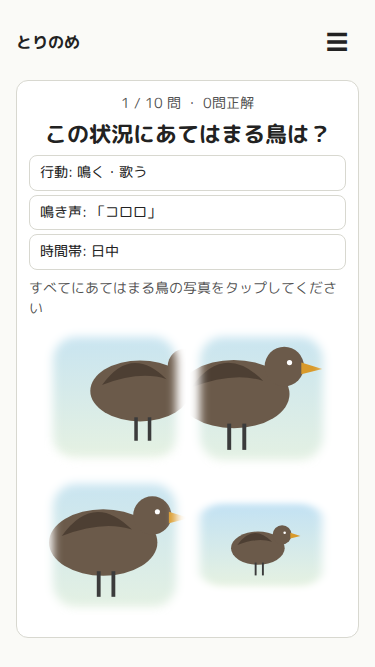 とりのめ
1 / 10 問 ・ 0問正解
この状況にあてはまる鳥は？
行動: 鳴く・歌う
鳴き声: 「コロロ」
時間帯: 日中
すべてにあてはまる鳥の写真をタップしてくださ
い